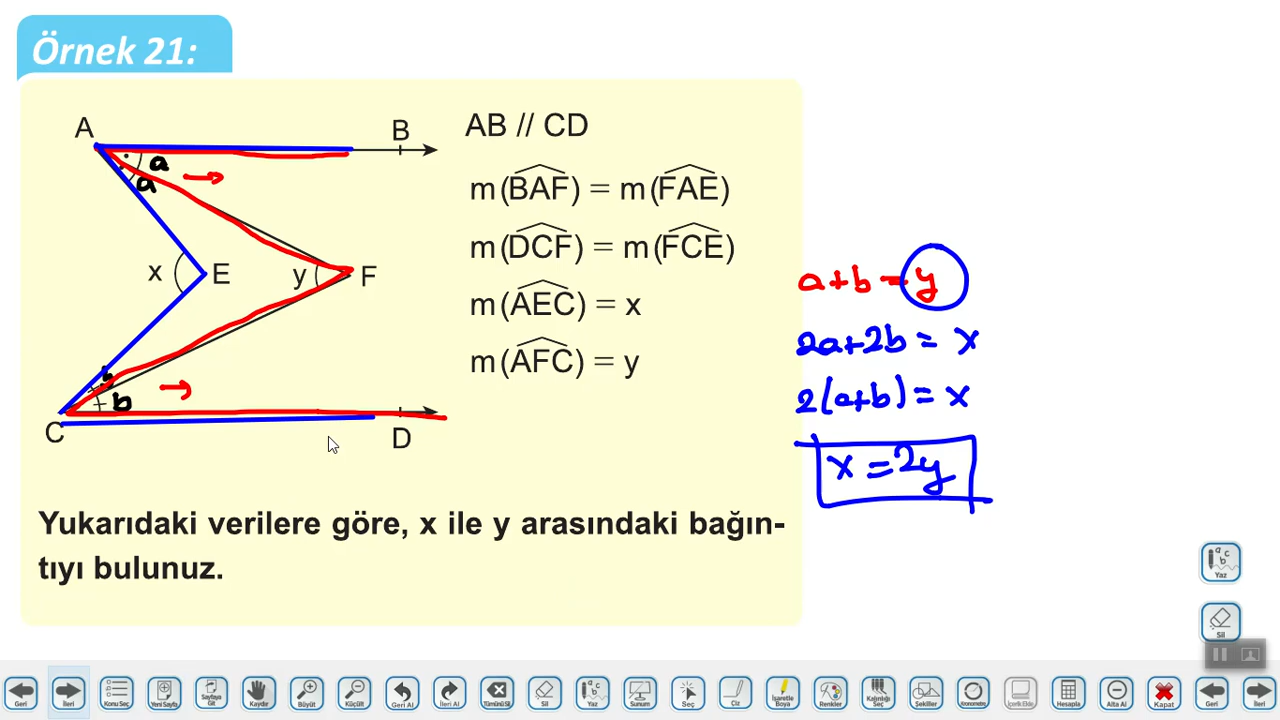 Örnek 21:
A
B
AB // CD
a
a
m(BAF) = m(FAE)
m(DCF) = m(FCE)
x
E
y
F
a+b=y
m(AEC) = x
2a+2b = x
m(AFC) = y
b
b
2(a+b) = x
C
D
x = 2y
Yukarıdaki verilere göre, x ile y arasındaki bağın-
tıyı bulunuz.
a b c
Yaz
Sil
Geri
İleri
Konu Seç
Yeni Sayfa
Sayfaya Git
Kaydır
Büyüt
Küçült
Geri Al
İleri Al
Tümünü Sil
Sil
Yaz
Sunum
Seç
Çiz
İşaretle Boya
Renkler
Kalınlığı Seç
Şekiller
Kronometre
İçerik Ekle
Hesapla
Alta Al
Kapat
Geri
İleri